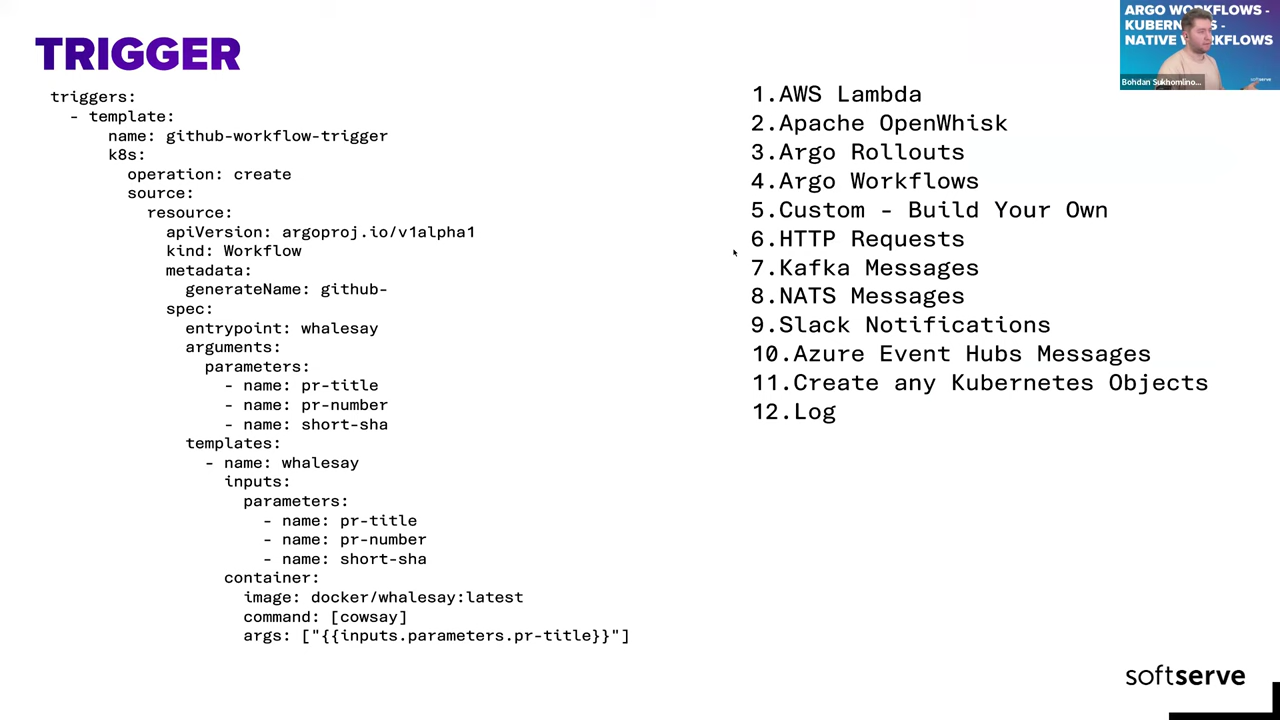 TRIGGER
triggers:
- template:
name: github-workflow-trigger
k8s:
operation: create
source:
resource:
apiVersion: argoproj.io/v1alpha1
kind: Workflow
metadata:
generateName: github-
spec:
entrypoint: whalesay
arguments:
parameters:
- name: pr-title
- name: pr-number
- name: short-sha
templates:
- name: whalesay
inputs:
parameters:
- name: pr-title
- name: pr-number
- name: short-sha
container:
image: docker/whalesay:latest
command: [cowsay]
args: ["{{inputs.parameters.pr-title}}"]
1.AWS Lambda
2.Apache OpenWhisk
3.Argo Rollouts
4.Argo Workflows
5.Custom - Build Your Own
6.HTTP Requests
7.Kafka Messages
8.NATS Messages
9.Slack Notifications
10.Azure Event Hubs Messages
11.Create any Kubernetes Objects
12.Log
ARGO WORKFLOWS -
-
NATIVE
Bohdan Sukhomlino...
softserve
softserve